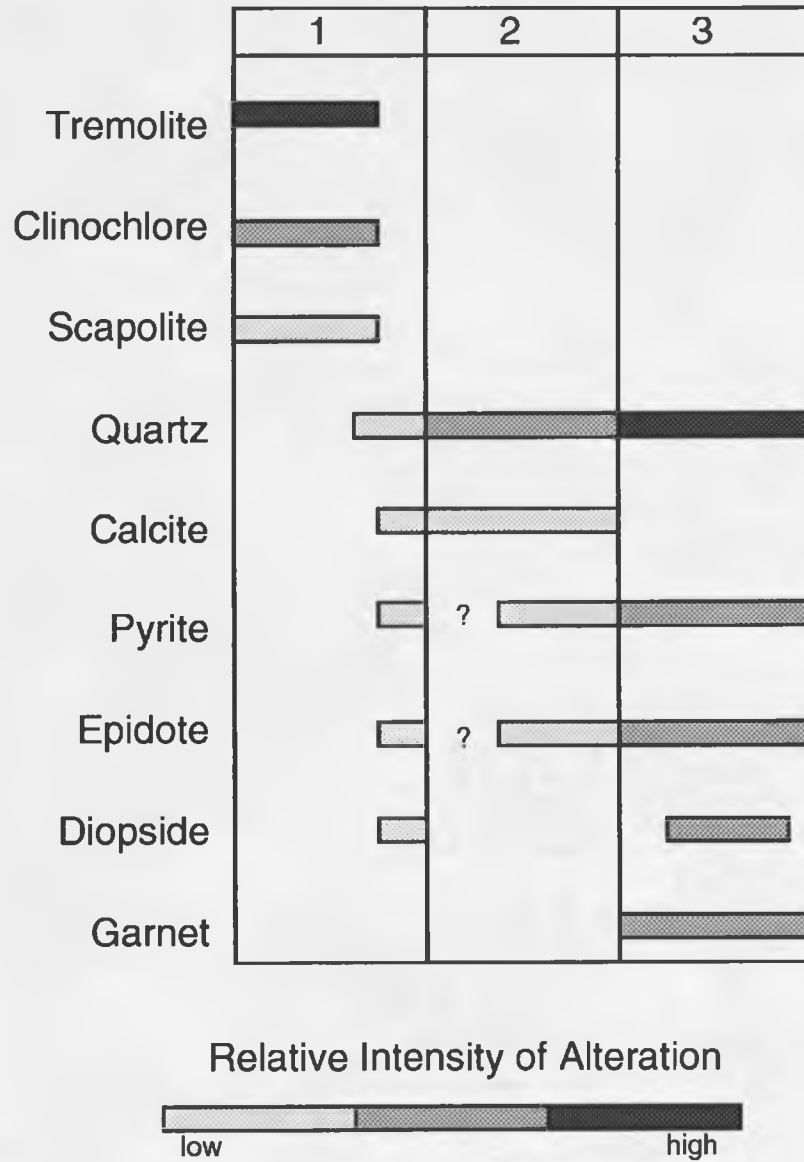 1 2 3
Tremolite
Clinochlore
Scapolite
Quartz
Calcite
Pyrite ?
Epidote ?
Diopside
Garnet
Relative Intensity of Alteration
low high